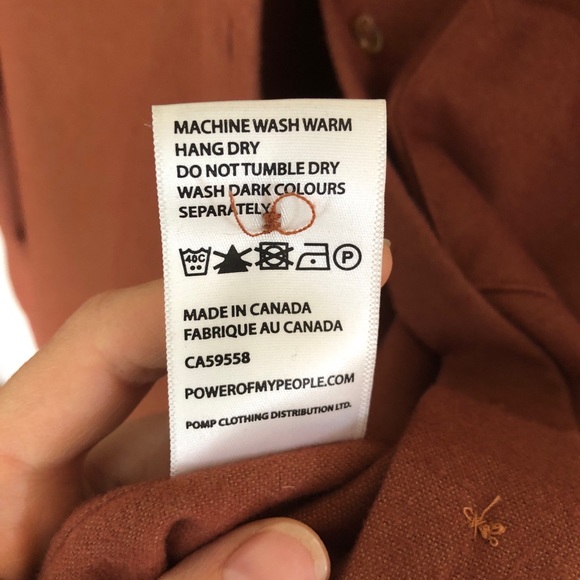 MACHINE WASH WARM
HANG DRY
DO NOT TUMBLE DRY
WASH DARK COLOURS
SEPARATELY
40C P
MADE IN CANADA
FABRIQUE AU CANADA
CA59558
POWEROFMYPEOPLE.COM
POMP CLOTHING DISTRIBUTION LTD.